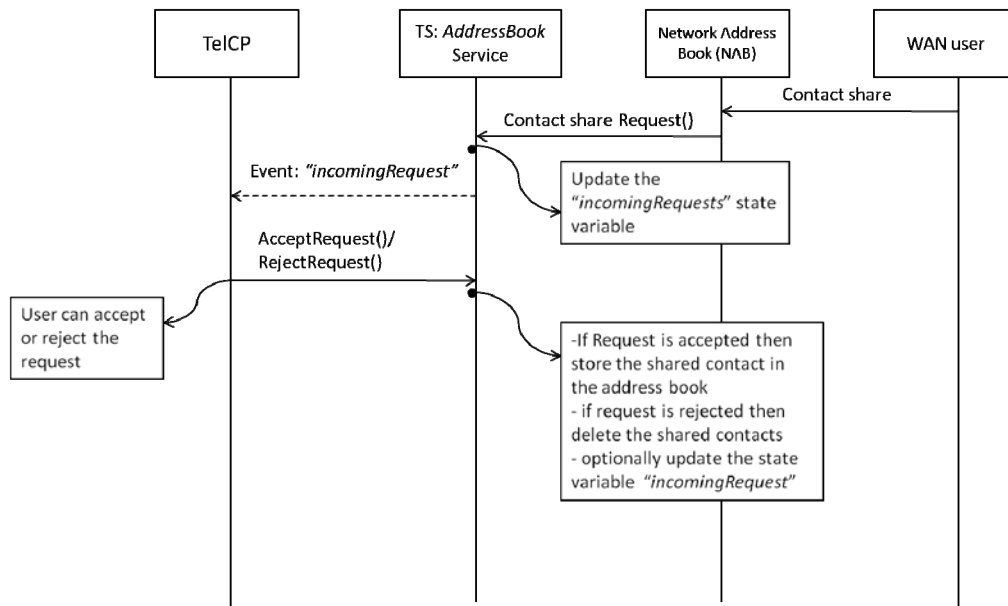 TelCP
TS: AddressBook
Service
Network Address
Book (NAB)
WAN user
Contact share
Contact share Request()
Event: “incomingRequest”
Update the
“incomingRequests” state
variable
AcceptRequest()/
RejectRequest()
User can accept
or reject the
request
-If Request is accepted then
store the shared contact in
the address book
- if request is rejected then
delete the shared contacts
- optionally update the state
variable “incomingRequest”